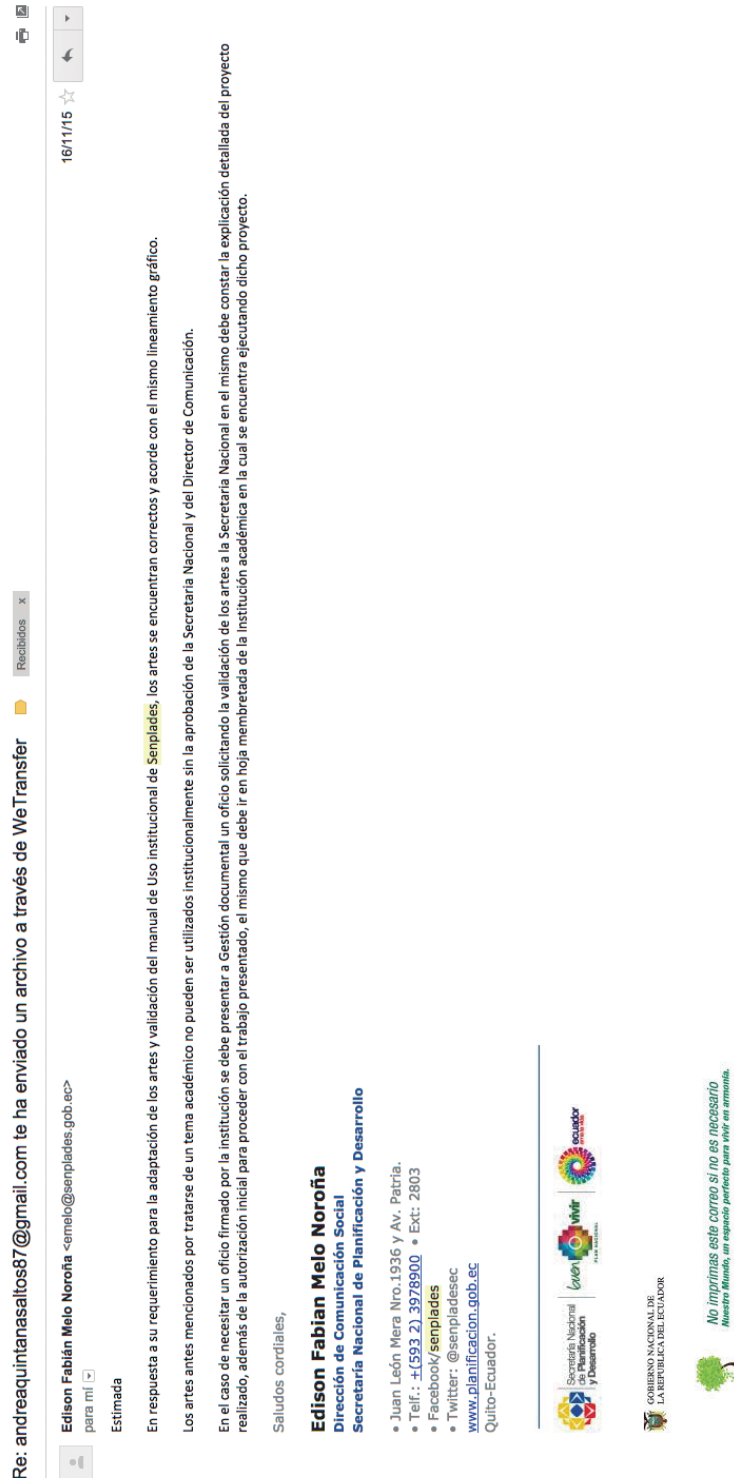 Re: andreaquintanasaltos87@gmail.com te ha enviado un archivo a través de WeTransfer
Recibidos x
Edison Fabián Melo Noroña <emelo@senplades.gob.ec>
16/11/15
para mí
Estimada
En respuesta a su requerimiento para la adaptación de los artes y validación del manual de Uso institucional de Senplades, los artes se encuentran correctos y acorde con el mismo lineamiento gráfico.
Los artes antes mencionados por tratarse de un tema académico no pueden ser utilizados institucionalmente sin la aprobación de la Secretaria Nacional y del Director de Comunicación.
En el caso de necesitar un oficio firmado por la institución se debe presentar a Gestión documental un oficio solicitando la validación de los artes a la Secretaria Nacional en el mismo debe constar la explicación detallada del proyecto
realizado, además de la autorización inicial para proceder con el trabajo presentado, el mismo que debe ir en hoja membretada de la Institución académica en la cual se encuentra ejecutando dicho proyecto.
Saludos cordiales,
Edison Fabian Melo Noroña
Dirección de Comunicación Social
Secretaría Nacional de Planificación y Desarrollo
• Juan León Mera Nro.1936 y Av. Patria.
• Telf.: +(593 2) 3978900 • Ext: 2803
• Facebook/senplades
• Twitter: @senpladesec
www.planificacion.gob.ec
Quito-Ecuador.
Secretaría Nacional
de Planificación
y Desarrollo
buen vivir
PLAN NACIONAL
ecuador
ama la vida
GOBIERNO NACIONAL DE
LA REPUBLICA DEL ECUADOR
No imprimas este correo si no es necesario
Nuestro Mundo, un espacio perfecto para vivir en armonía.